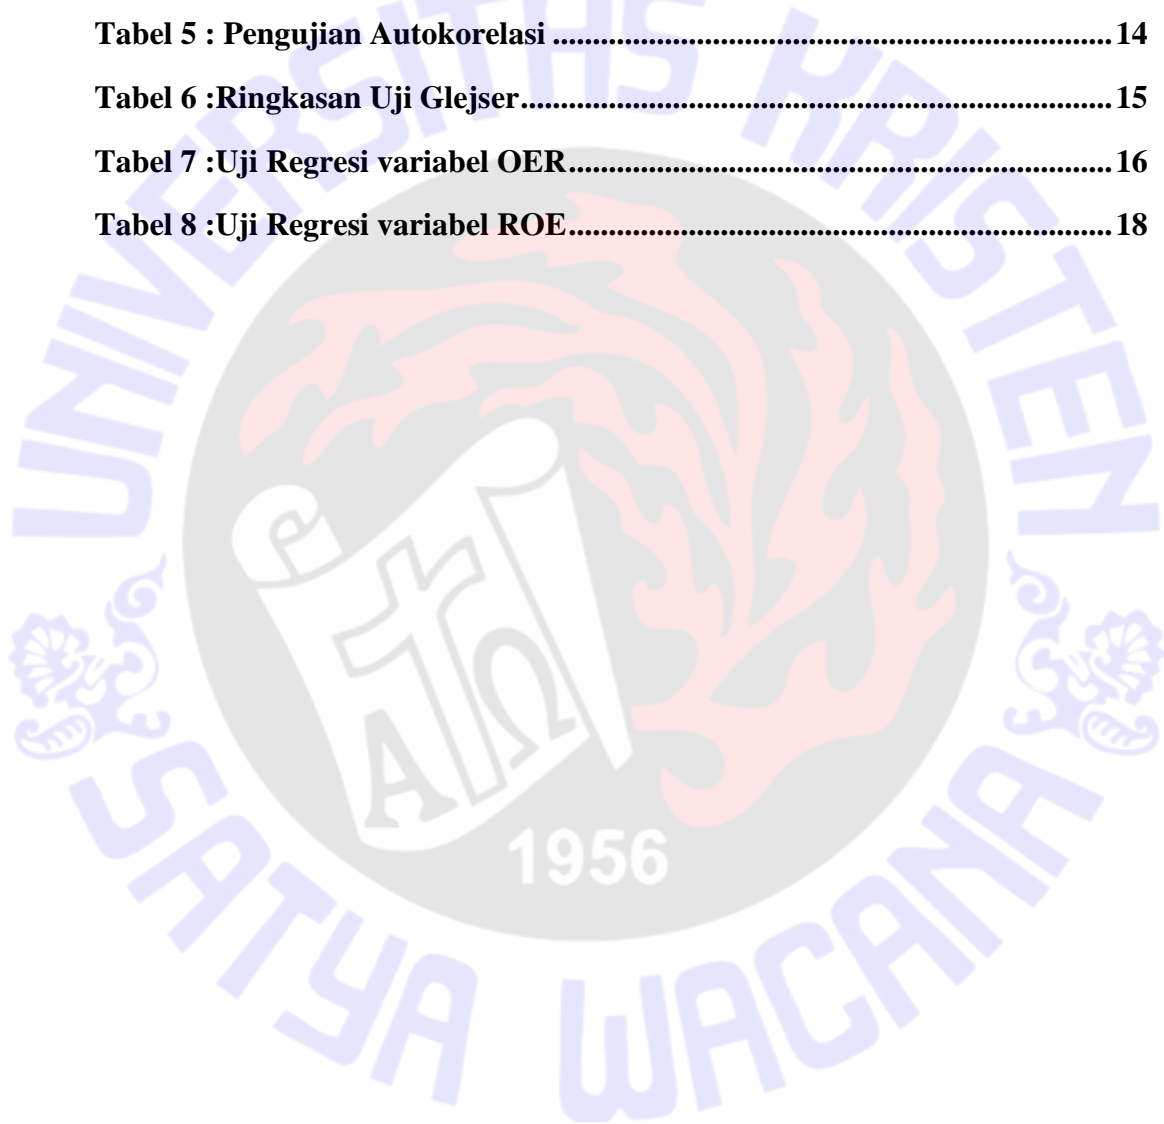 Tabel 5 : Pengujian Autokorelasi ..................................................................... 14
Tabel 6 :Ringkasan Uji Glejser......................................................................... 15
Tabel 7 :Uji Regresi variabel OER................................................................... 16
Tabel 8 :Uji Regresi variabel ROE................................................................... 18
UNIVERSITAS KRISTEN
ΑΩ
1956
SATYA WACANA